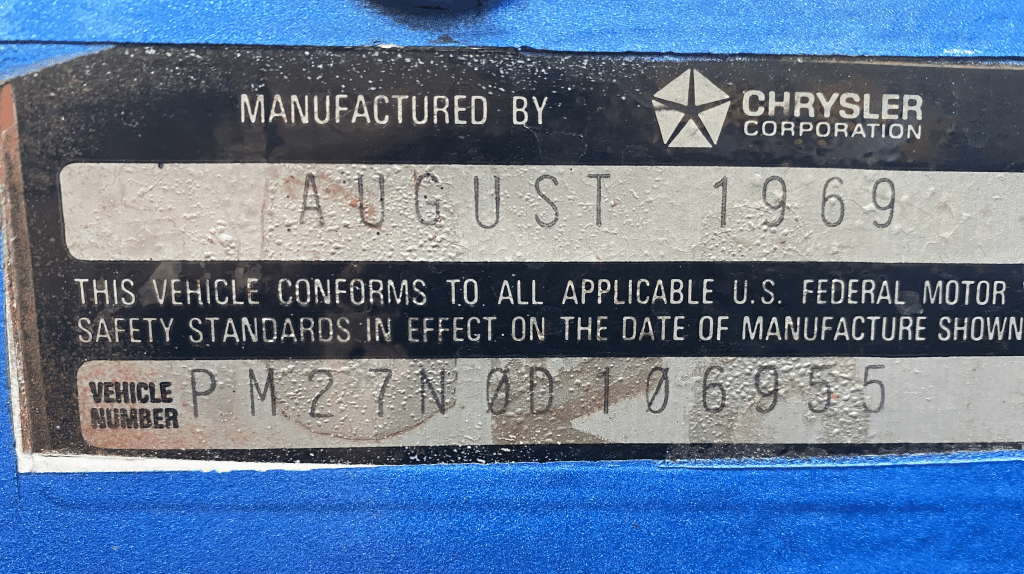 MANUFACTURED BY CHRYSLER CORPORATION
AUGUST 1969
THIS VEHICLE CONFORMS TO ALL APPLICABLE U.S. FEDERAL MOTOR
SAFETY STANDARDS IN EFFECT ON THE DATE OF MANUFACTURE SHOWN
VEHICLE NUMBER PM27N0D106955